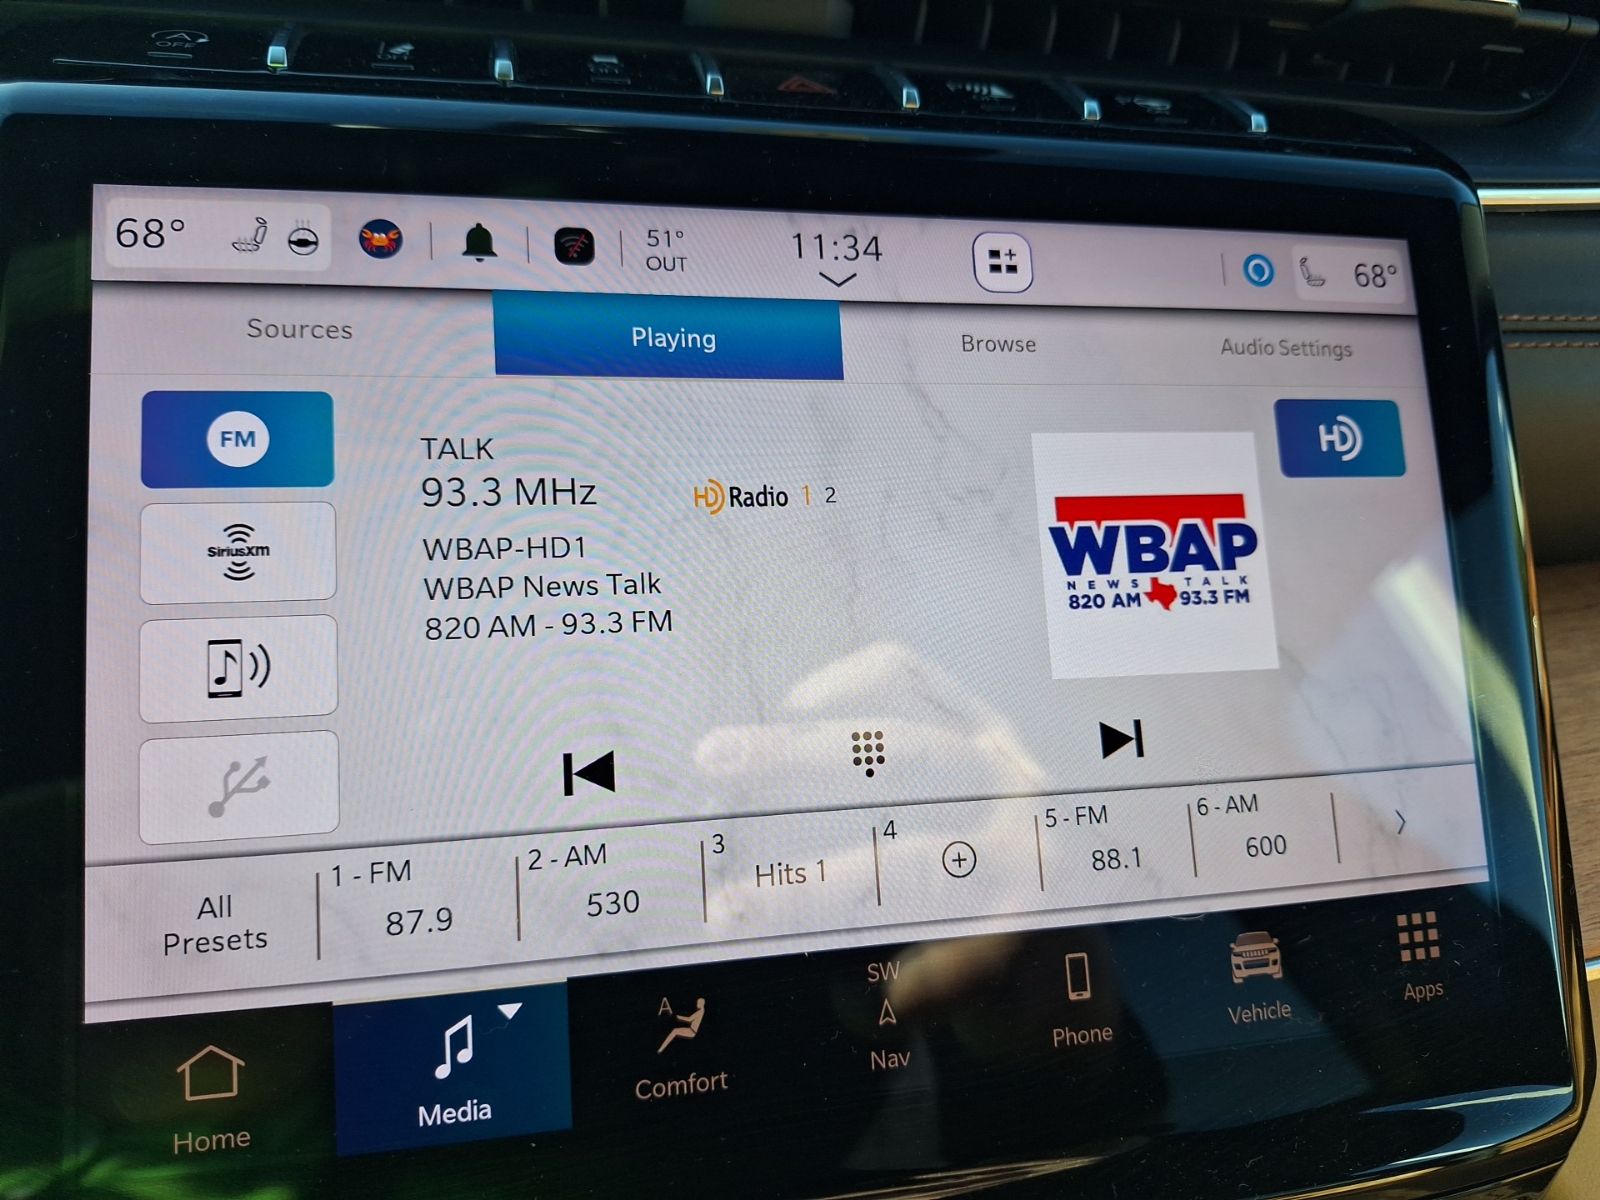 OFF
OFF
OFF
68°
51°
OUT
11:34
68°
Sources
Playing
Browse
Audio Settings
FM
SiriusXM
TALK
93.3 MHz
HD Radio 1 2
WBAP-HD1
WBAP News Talk
820 AM - 93.3 FM
HD
WBAP
NEWS TALK
820 AM 93.3 FM
All
Presets
1 - FM
87.9
2 - AM
530
3
Hits 1
4
5 - FM
88.1
6 - AM
600
Home
Media
A
Comfort
SW
Nav
Phone
Vehicle
Apps